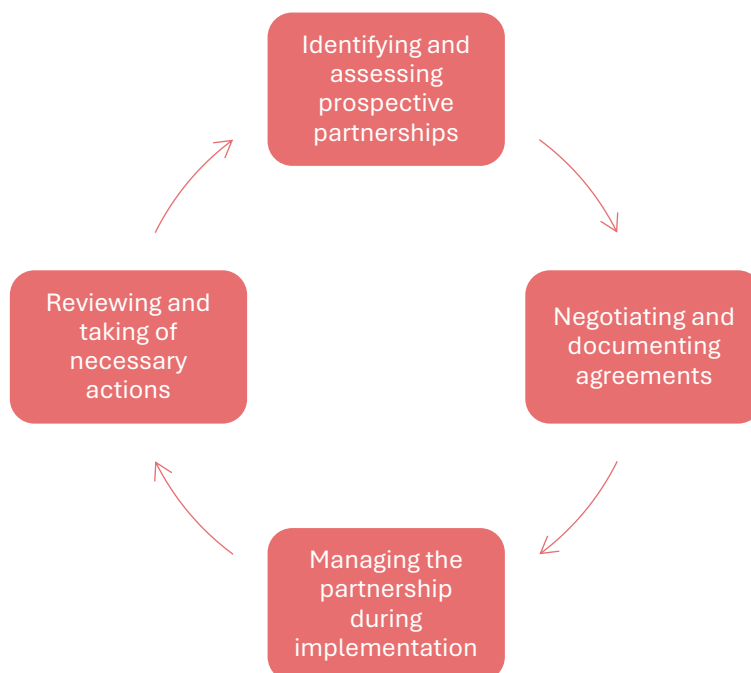 Identifying and
assessing
prospective
partnerships
Negotiating and
documenting
agreements
Managing the
partnership
during
implementation
Reviewing and
taking of
necessary
actions